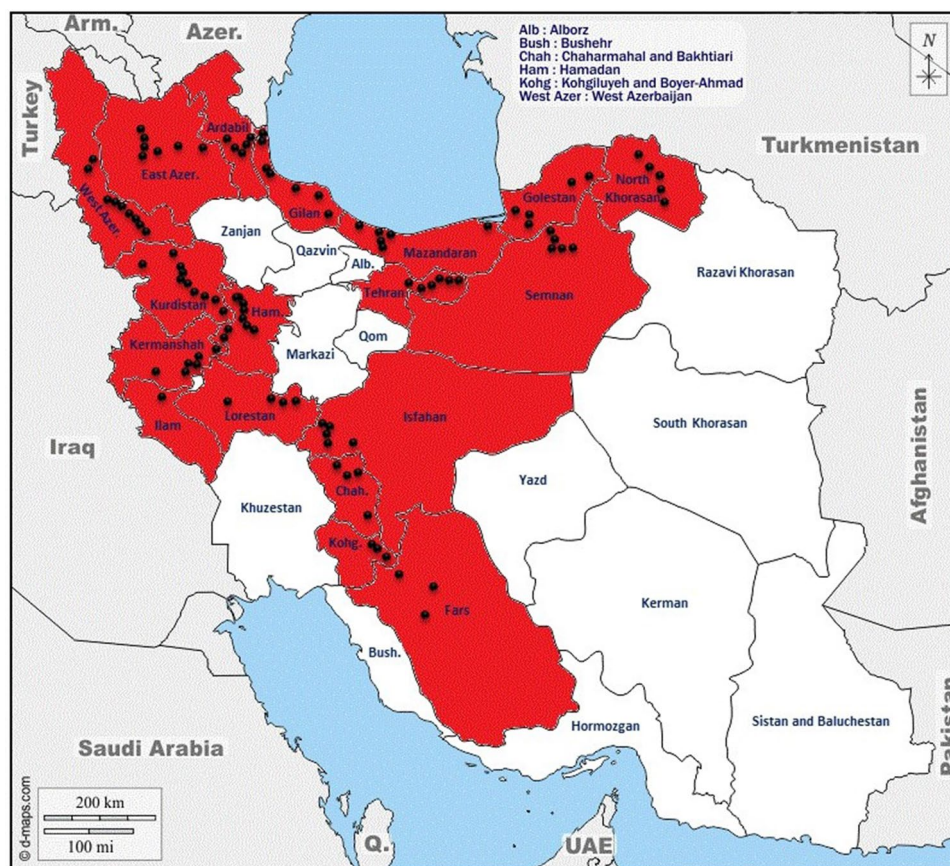 Arm.
Azer.
Alb : Alborz
Bush : Bushehr
Chah : Chaharmahal and Bakhtiari
Ham : Hamadan
Kohg : Kohgiluyeh and Boyer-Ahmad
West Azer : West Azerbaijan
N
Turkey
Turkmenistan
Ardabil
East Azer.
West Azer.
Gilan
Golestan
North
Khorasan
Zanjan
Qazvin
Alb.
Mazandaran
Razavi Khorasan
Tehran
Semnan
Kurdistan
Ham.
Qom
Kermanshah
Markazi
Ilam
Lorestan
Isfahan
South Khorasan
Afghanistan
Iraq
Yazd
Chah.
Khuzestan
Kohg.
Kerman
Fars
Bush.
Hormozgan
Sistan and Baluchestan
Pakistan
Saudi Arabia
200 km
100 mi
© d-maps.com
Q.
UAE